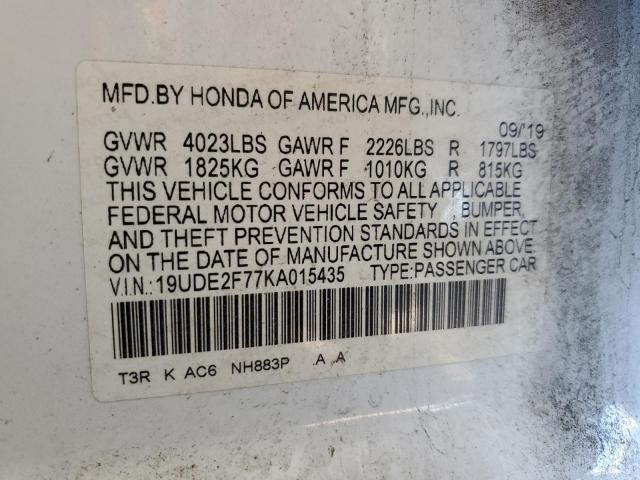 MFD.BY HONDA OF AMERICA MFG.,INC.
09/'19
GVWR 4023LBS GAWR F 2226LBS R 1797LBS
GVWR 1825KG GAWR F 1010KG R 815KG
THIS VEHICLE CONFORMS TO ALL APPLICABLE
FEDERAL MOTOR VEHICLE SAFETY , BUMPER,
AND THEFT PREVENTION STANDARDS IN EFFECT
ON THE DATE OF MANUFACTURE SHOWN ABOVE.
V.I.N.:19UDE2F77KA015435 TYPE:PASSENGER CAR
T3R K AC6 NH883P .A A